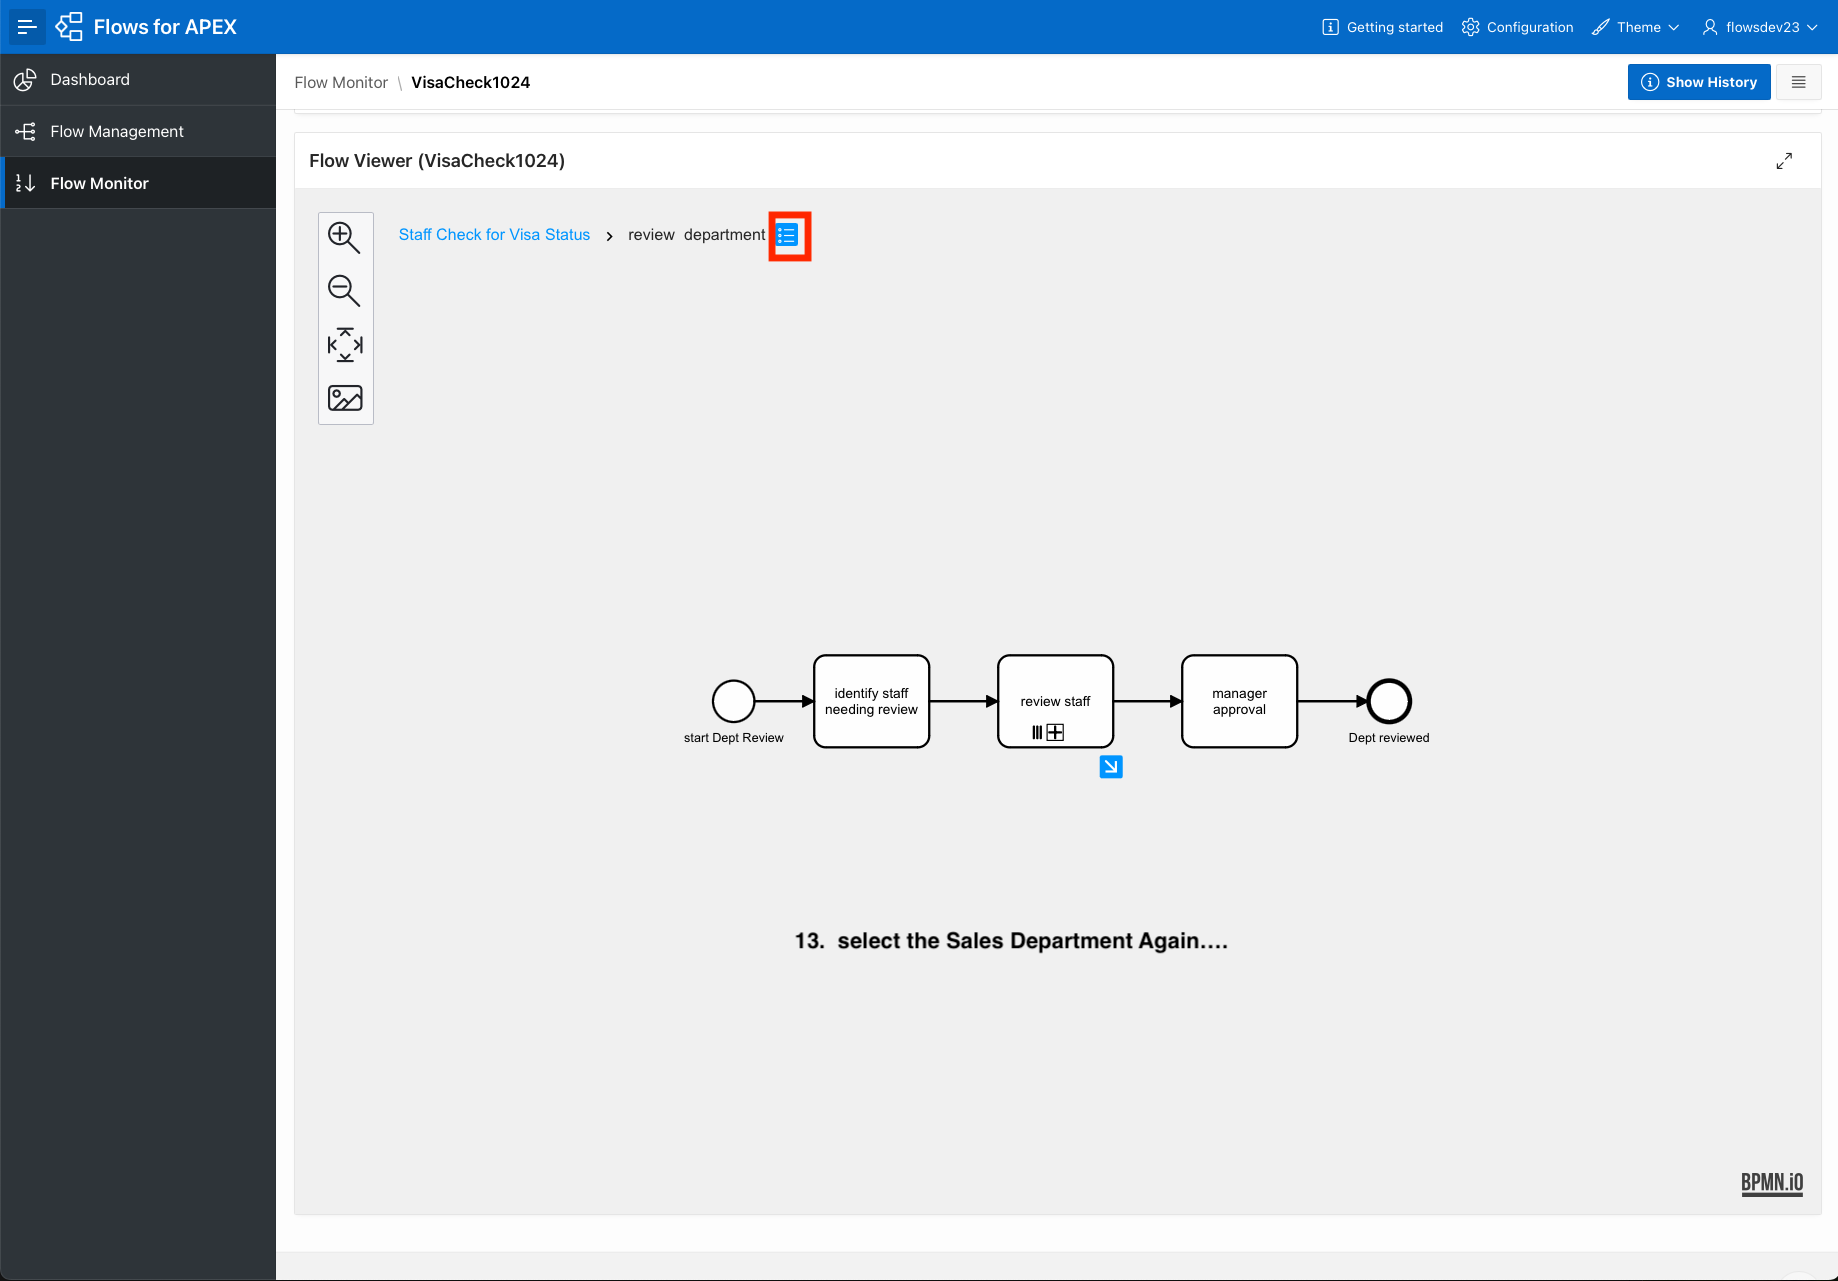 Flows for APEX
Getting started
Configuration
Theme
flowsdev23
Dashboard
Flow Management
Flow Monitor
Flow Monitor \ VisaCheck1024
Show History
Flow Viewer (VisaCheck1024)
Staff Check for Visa Status > review department
identify staff
needing review
review staff
manager
approval
start Dept Review
Dept reviewed
13. select the Sales Department Again....
BPMN.iO